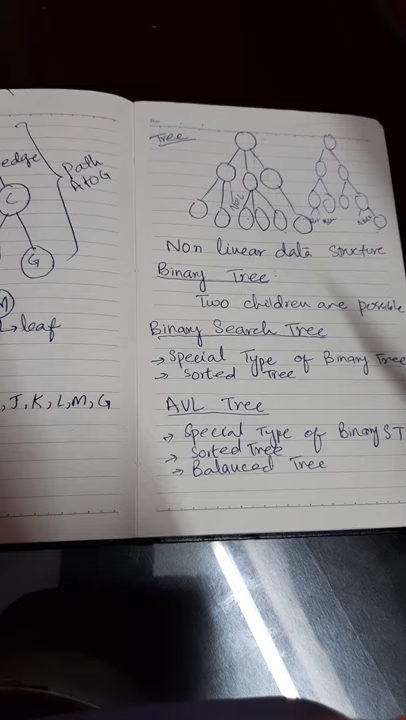 edge
C
Path
A to G
G
M
L→leaf
, J, K, L, M, G
Tree
Non linear data structure
Binary Tree:
Two children are possible
Binary Search Tree
→ Special Type of Binary Tree
→ Sorted Tree
AVL Tree
→ Special Type of Binary ST
→ Sorted Tree
→ Balanced Tree